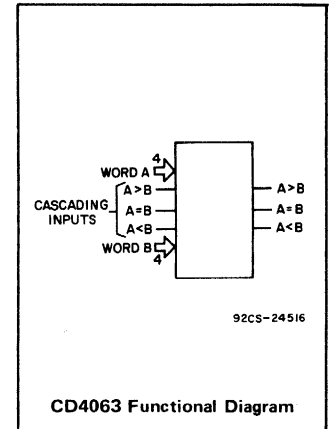 4
WORD A
A>B A>B
CASCADING INPUTS A=B A=B
A<B A<B
WORD B
4
92CS-24516
CD4063 Functional Diagram